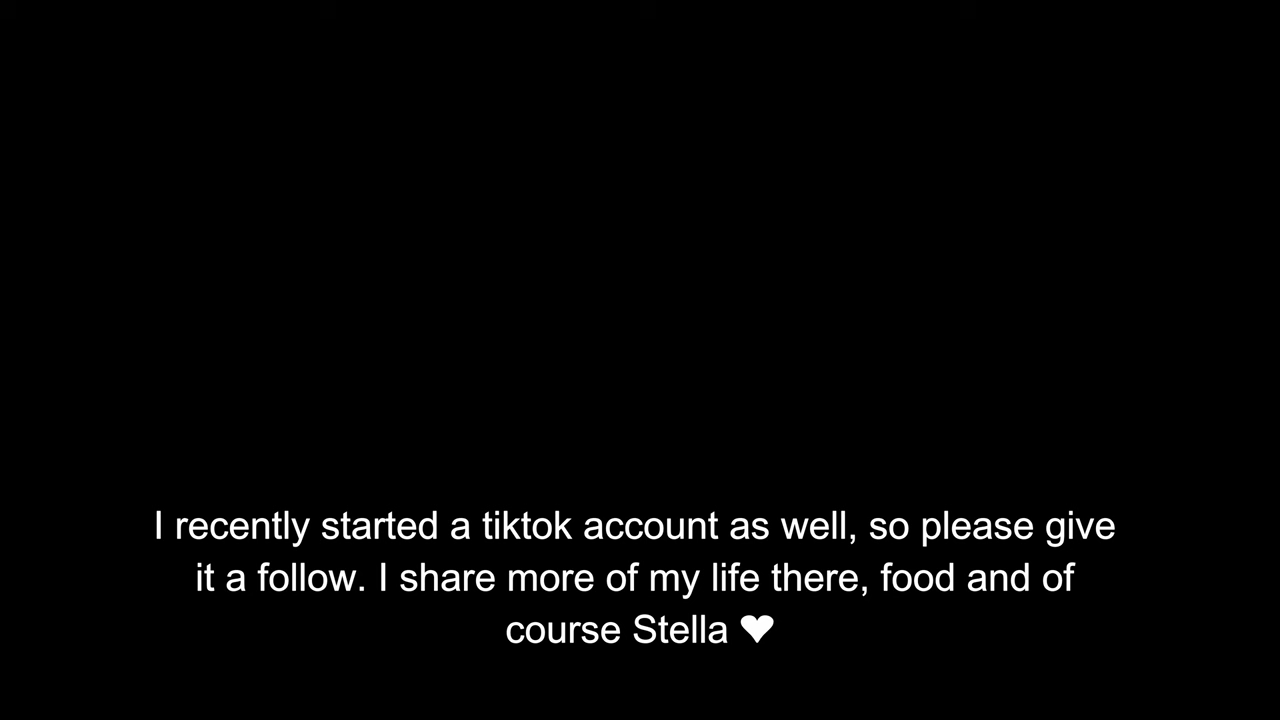 I recently started a tiktok account as well, so please give
it a follow. I share more of my life there, food and of
course Stella ❤